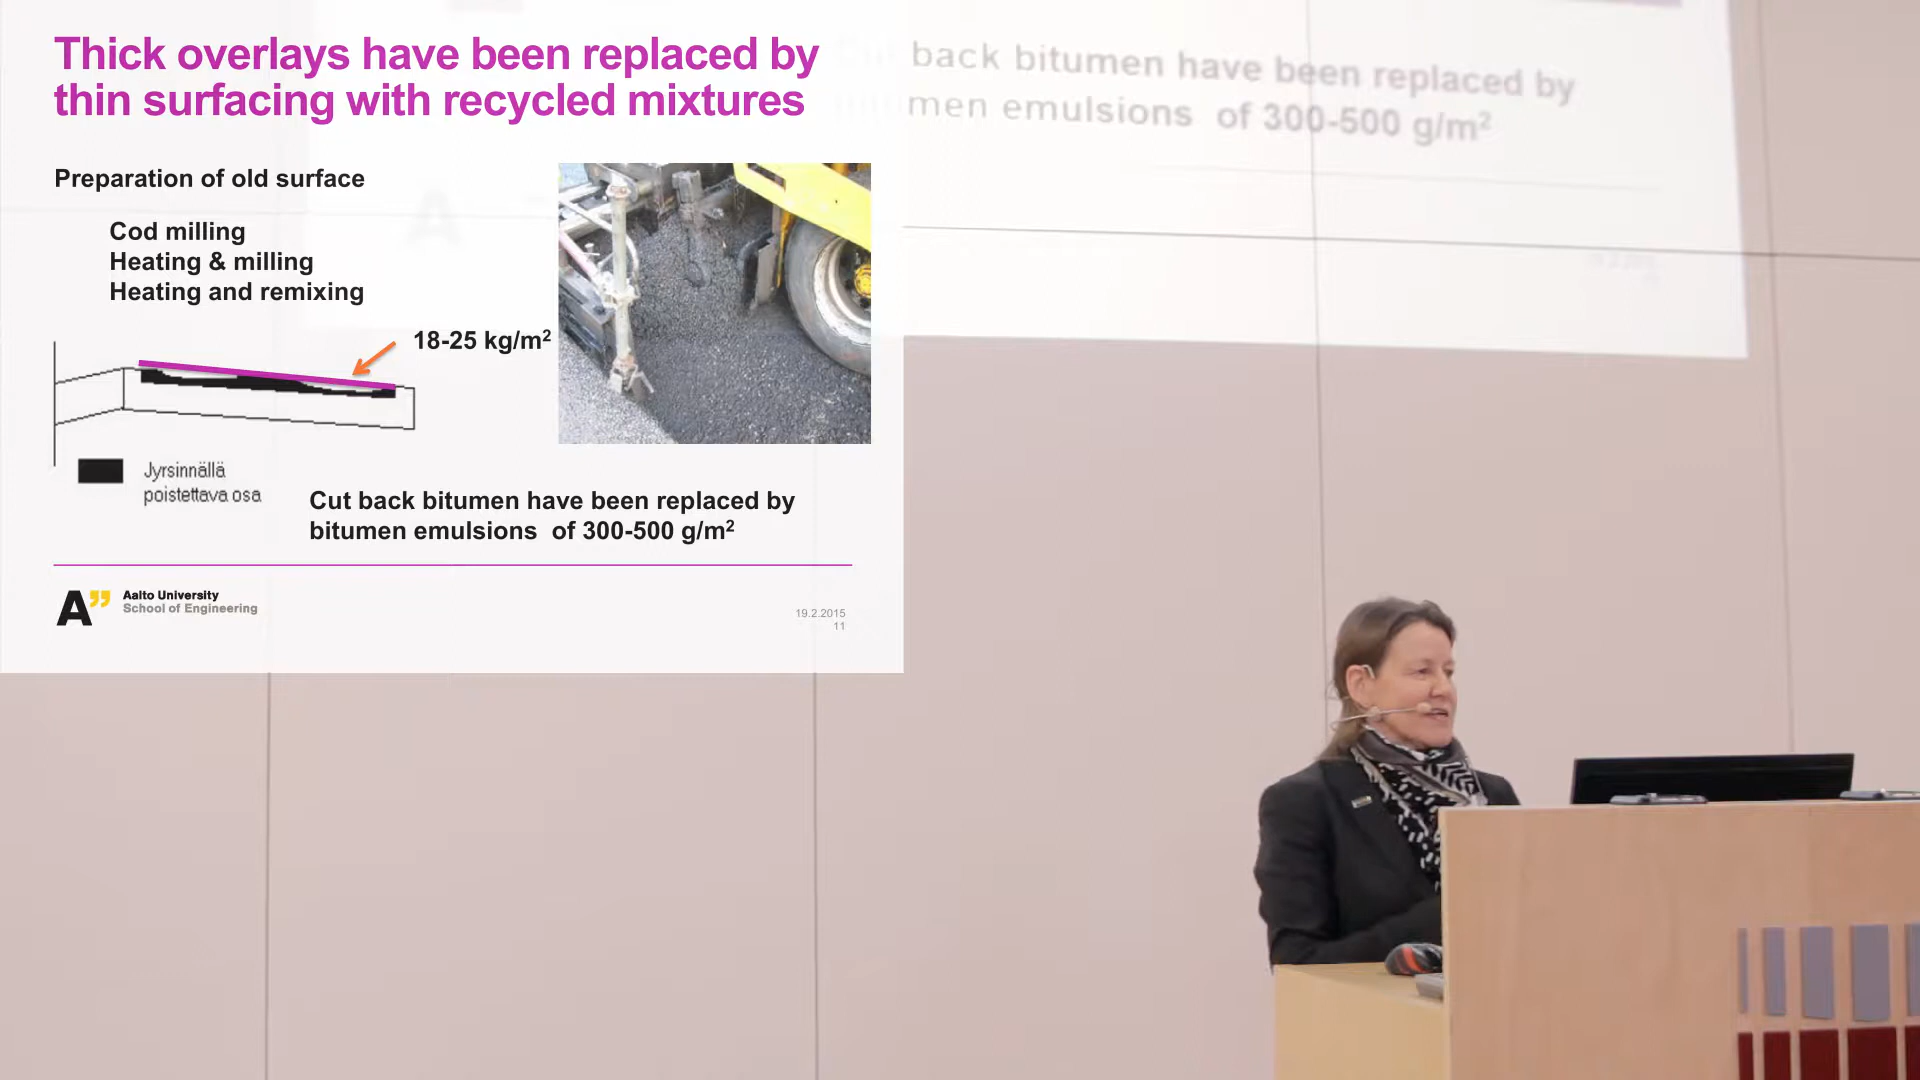 Thick overlays have been replaced by
thin surfacing with recycled mixtures
Preparation of old surface
Cod milling
Heating & milling
Heating and remixing
18-25 kg/m²
Jyrsinnällä
poistettava osa
Cut back bitumen have been replaced by
bitumen emulsions of 300-500 g/m²
A”
Aalto University
School of Engineering
19.2.2015
11
back bitumen have been replaced by
men emulsions of 300-500 g/m²